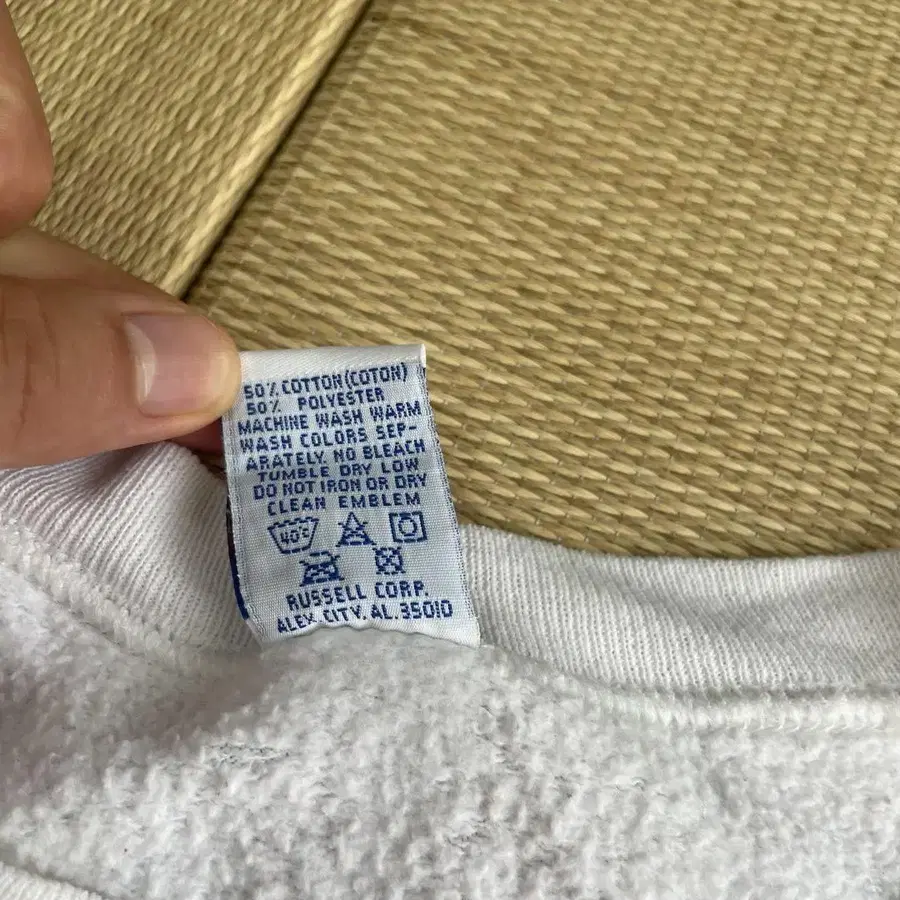 50% COTTON(COTON)
50% POLYESTER
MACHINE WASH WARM
WASH COLORS SEP-
ARATELY. NO BLEACH
TUMBLE DRY LOW
DO NOT IRON OR DRY
CLEAN EMBLEM
40°C
RUSSELL CORP.
ALEX CITY, AL. 35010